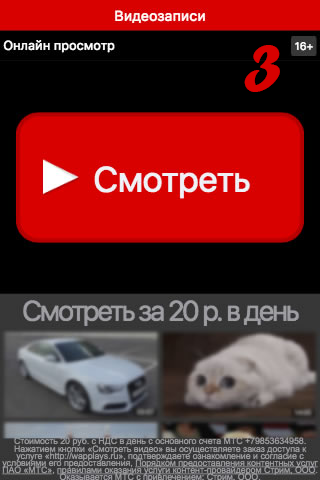 Видеозаписи
Онлайн просмотр
3
16+
Смотреть
Смотреть за 20 р. в день
Стоимость 20 руб. с НДС в день с основного счета МТС +79853634958.
Нажатием кнопки «Смотреть видео» вы осуществляете заказ доступа к
услуге «http://wapplays.ru», подтверждаете ознакомление и согласие с
условиями его предоставления. Порядком предоставления контентных услуг
ПАО «МТС», правилами оказания услуги контент-провайдером Стрим, ООО.
Оказывается МТС с привлечением: Стрим, ООО.